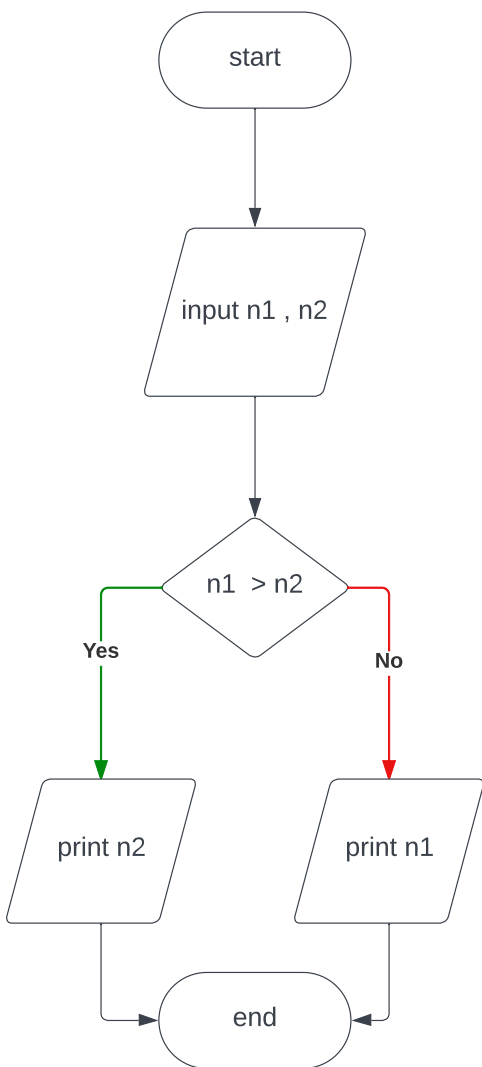 start
input n1 , n2
n1  > n2
Yes
No
print n2
print n1
end